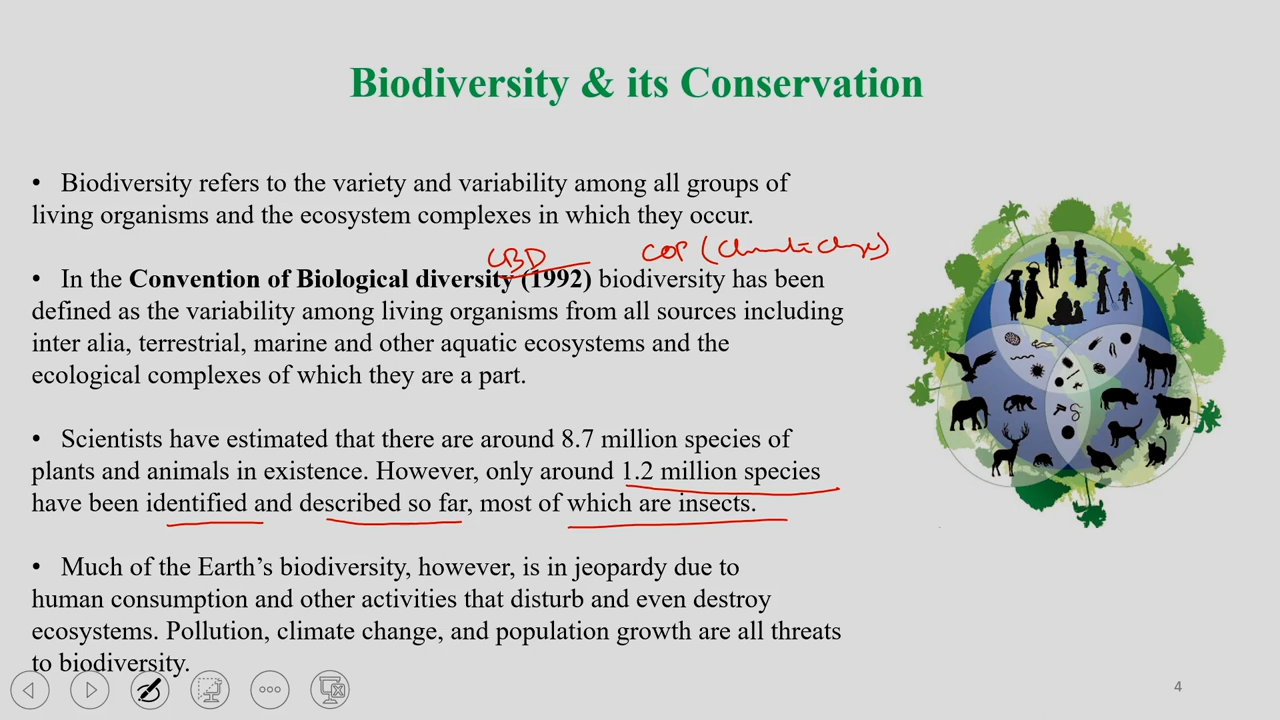 Biodiversity & its Conservation
• Biodiversity refers to the variety and variability among all groups of
living organisms and the ecosystem complexes in which they occur.
CBD COP (Climate Change)
• In the Convention of Biological diversity (1992) biodiversity has been
defined as the variability among living organisms from all sources including
inter alia, terrestrial, marine and other aquatic ecosystems and the
ecological complexes of which they are a part.
• Scientists have estimated that there are around 8.7 million species of
plants and animals in existence. However, only around 1.2 million species
have been identified and described so far, most of which are insects.
• Much of the Earth’s biodiversity, however, is in jeopardy due to
human consumption and other activities that disturb and even destroy
ecosystems. Pollution, climate change, and population growth are all threats
to biodiversity.
4